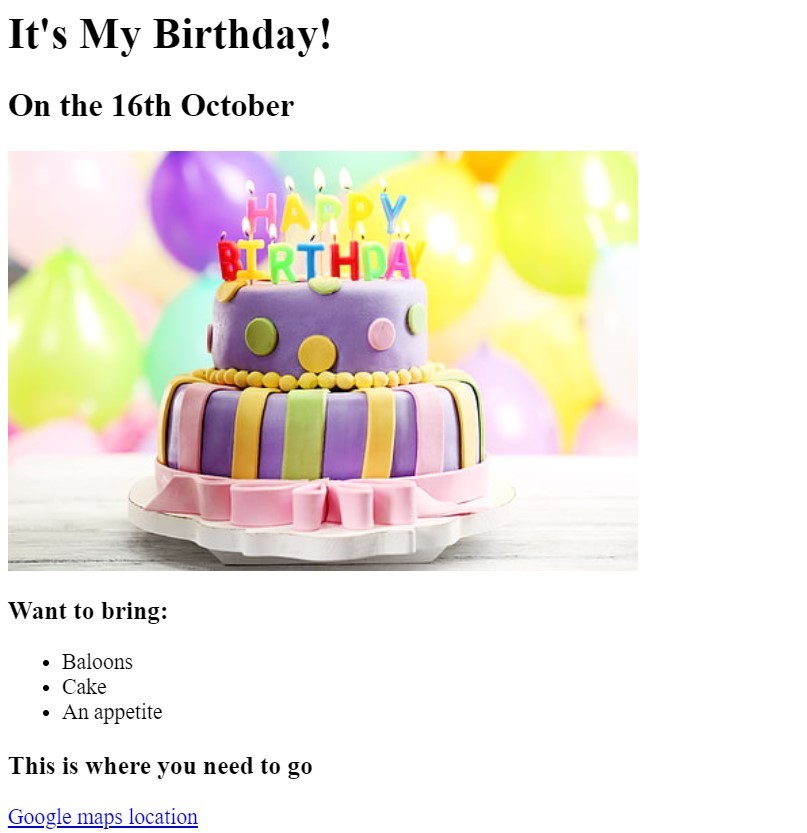 It's My Birthday!
On the 16th October
HAPPY
BIRTHDAY
Want to bring:
Baloons
Cake
An appetite
This is where you need to go
Google maps location